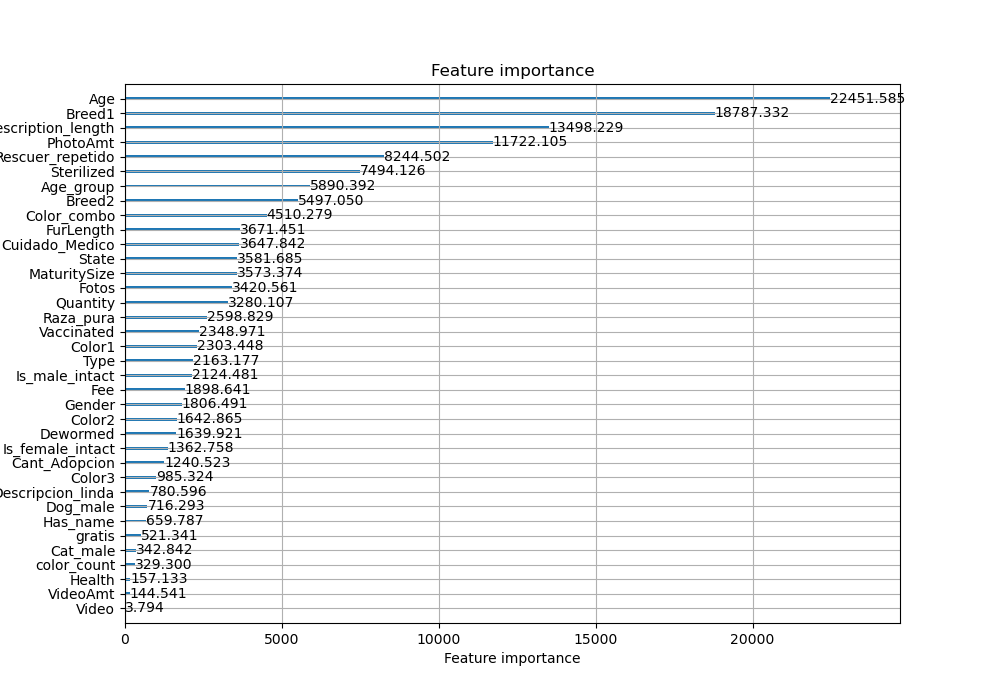 Feature importance
Age 22451.585
Breed1 18787.332
escription_length 13498.229
PhotoAmt 11722.105
Rescuer_repetido 8244.502
Sterilized 7494.126
Age_group 5890.392
Breed2 5497.050
Color_combo 4510.279
FurLength 3671.451
Cuidado_Medico 3647.842
State 3581.685
MaturitySize 3573.374
Fotos 3420.561
Quantity 3280.107
Raza_pura 2598.829
Vaccinated 2348.971
Color1 2303.448
Type 2163.177
Is_male_intact 2124.481
Fee 1898.641
Gender 1806.491
Color2 1642.865
Dewormed 1639.921
Is_female_intact 1362.758
Cant_Adopcion 1240.523
Color3 985.324
Descripcion_linda 780.596
Dog_male 716.293
Has_name 659.787
gratis 521.341
Cat_male 342.842
color_count 329.300
Health 157.133
VideoAmt 144.541
Video 3.794
0 5000 10000 15000 20000
Feature importance